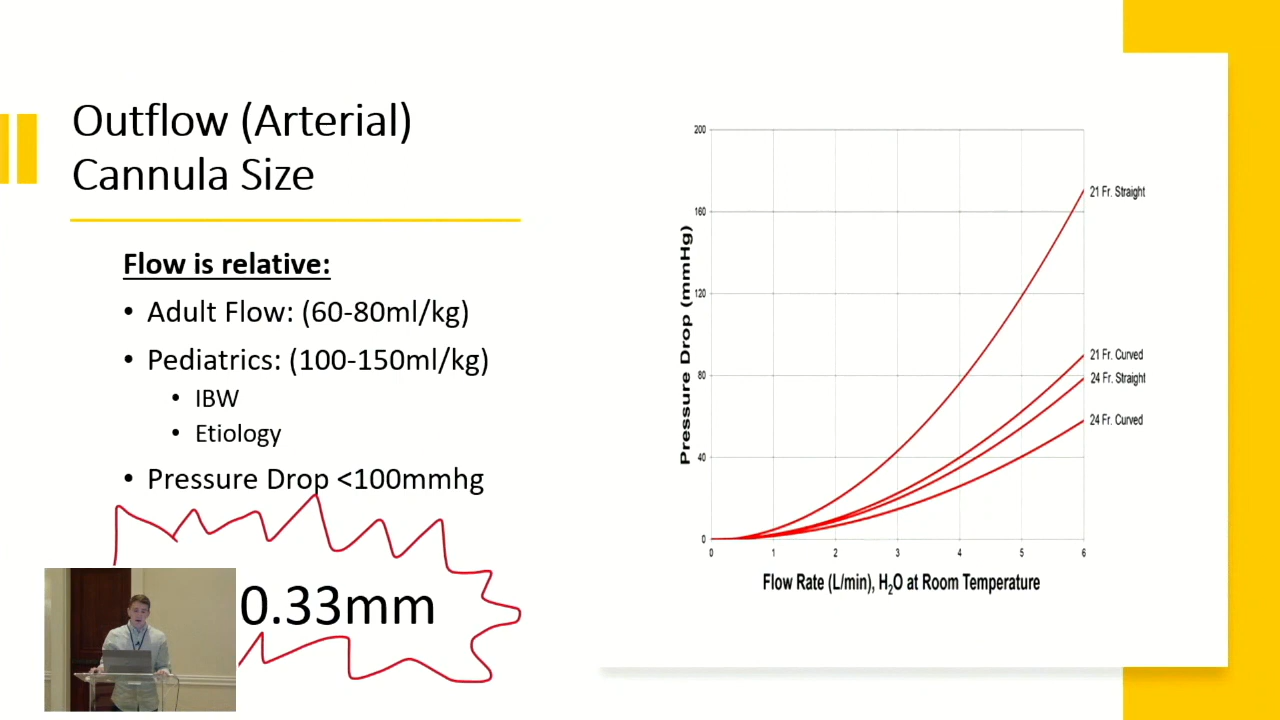 Outflow (Arterial)
Cannula Size
Flow is relative:
• Adult Flow: (60-80ml/kg)
• Pediatrics: (100-150ml/kg)
• IBW
• Etiology
• Pressure Drop <100mmhg
0.33mm
Pressure Drop (mmHg)
200
160
120
80
40
0
0 1 2 3 4 5 6
Flow Rate (L/min), H₂O at Room Temperature
21 Fr. Straight
21 Fr. Curved
24 Fr. Straight
24 Fr. Curved